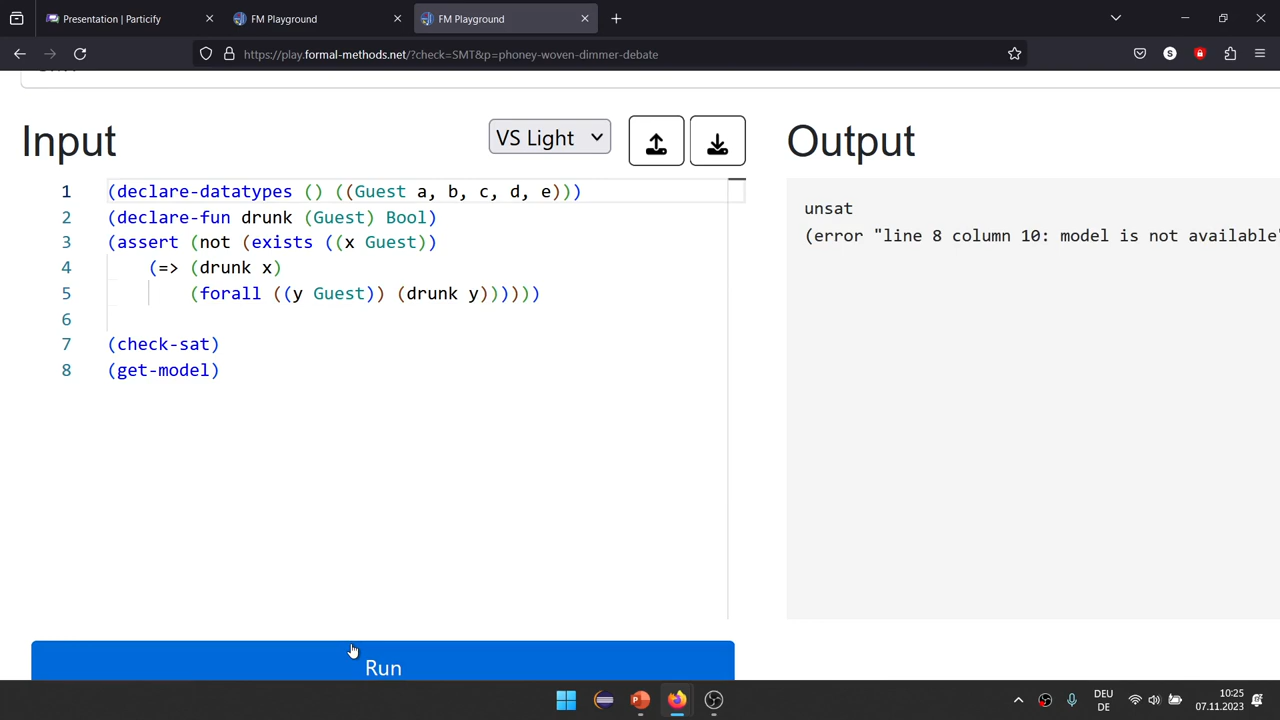 Presentation | Particify
FM Playground
FM Playground
https://play.formal-methods.net/?check=SMT&p=phoney-woven-dimmer-debate
Input
VS Light
Output
1 (declare-datatypes () ((Guest a, b, c, d, e)))
2 (declare-fun drunk (Guest) Bool)
3 (assert (not (exists ((x Guest))
4 (=> (drunk x)
5 (forall ((y Guest)) (drunk y))))))
6
7 (check-sat)
8 (get-model)
unsat
(error "line 8 column 10: model is not available"
Run
DEU
DE
10:25
07.11.2023